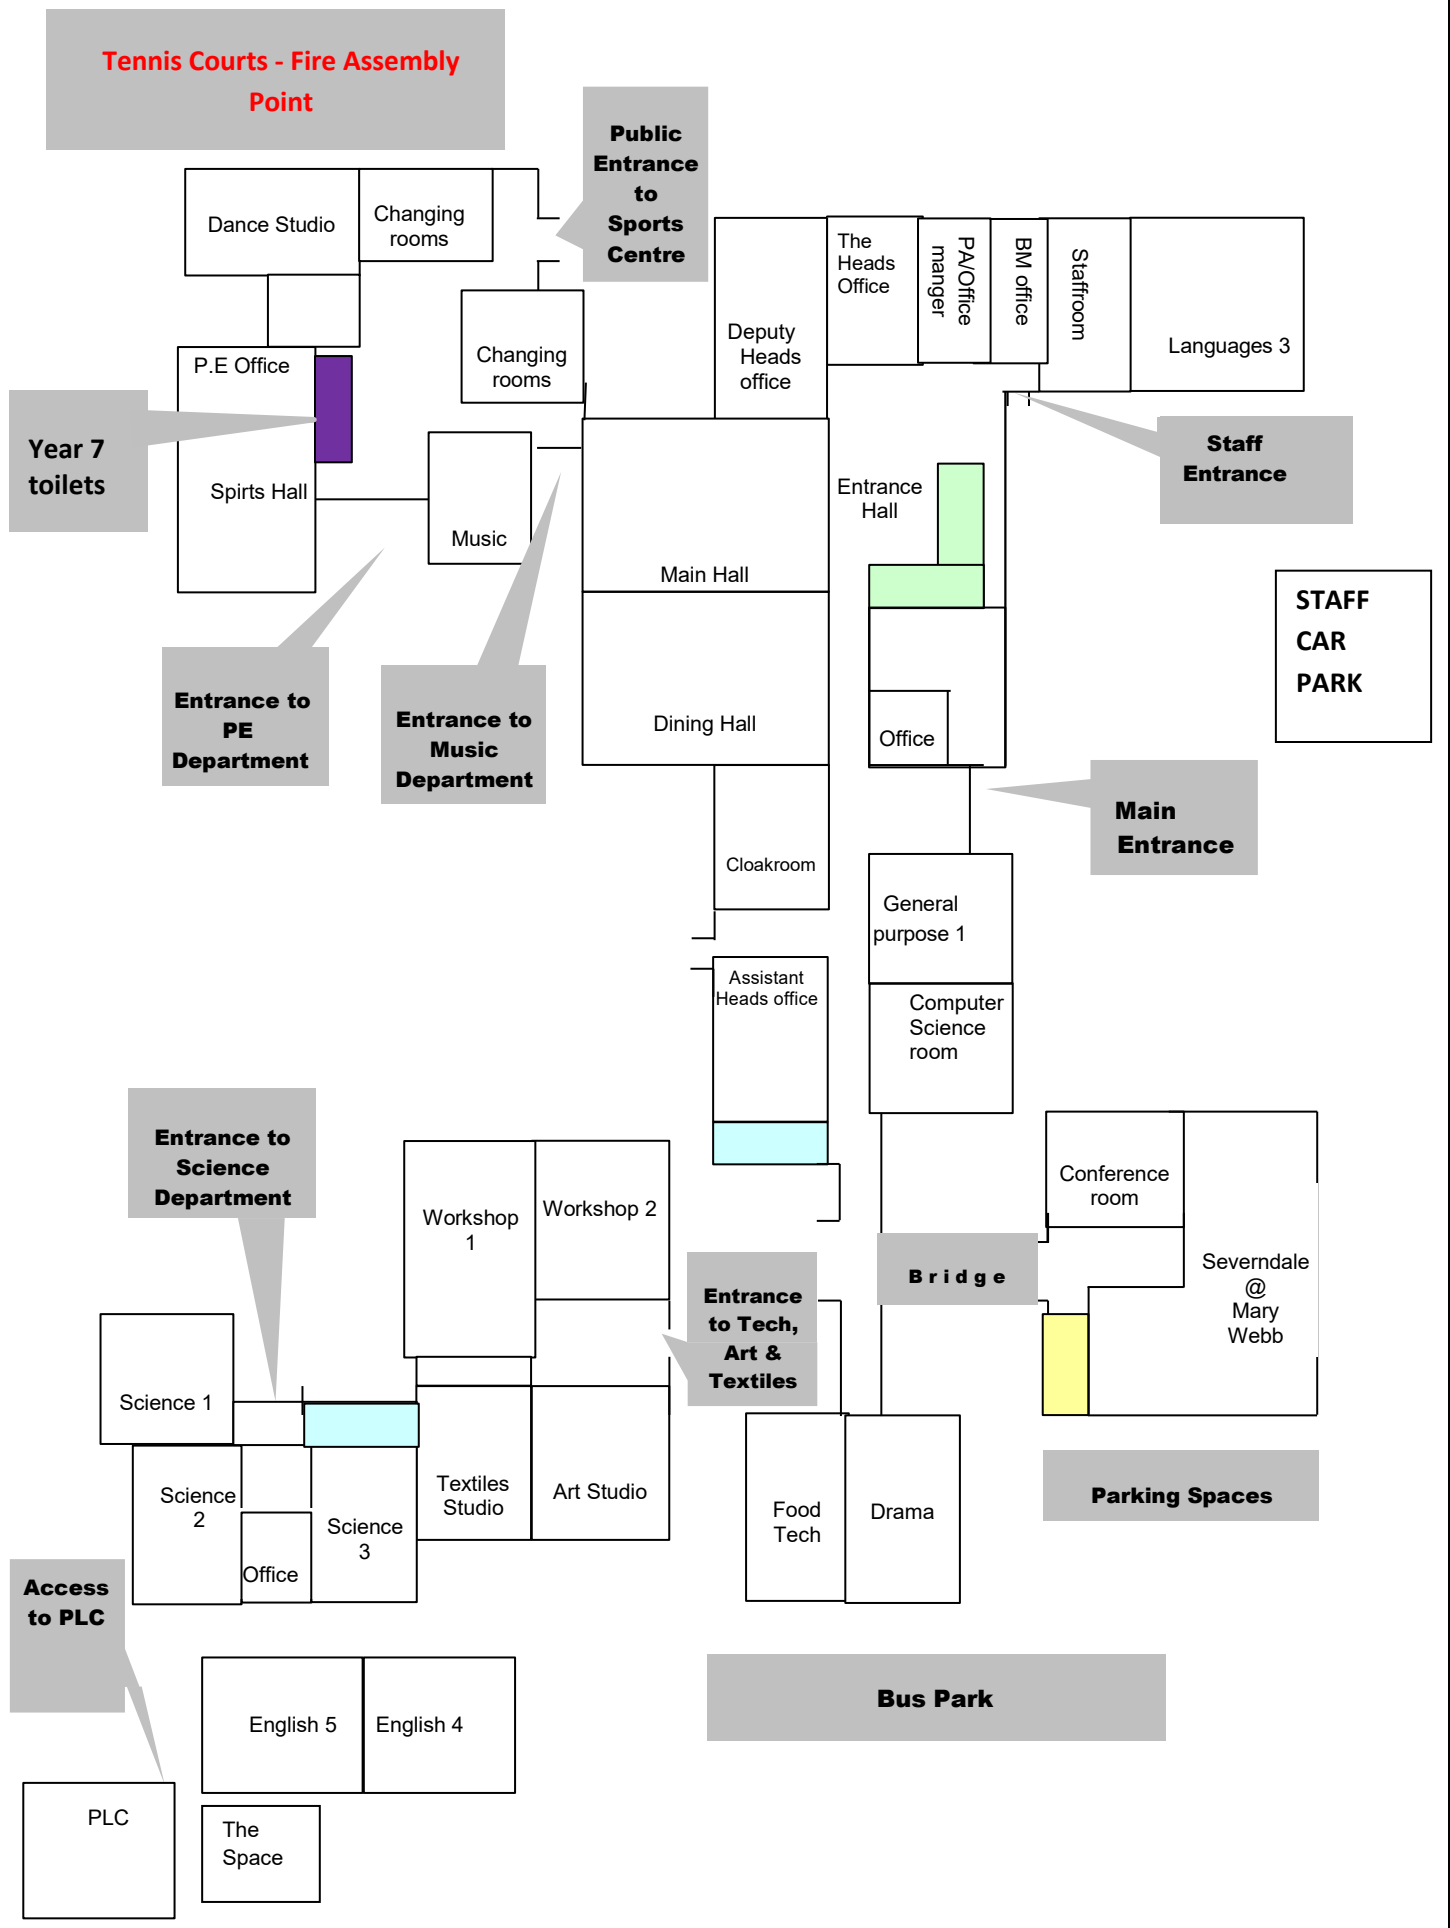 Tennis Courts - Fire Assembly
Point
Public
Entrance
to
Sports
Centre
Dance Studio
Changing
rooms
The
Heads
Office
PA/Office
manger
BM office
Staffroom
Languages 3
Deputy
Heads
office
Changing
rooms
P.E Office
Year 7
toilets
Spirts Hall
Music
Main Hall
Entrance
Hall
Staff
Entrance
STAFF
CAR
PARK
Entrance to
PE
Department
Entrance to
Music
Department
Dining Hall
Office
Main
Entrance
Cloakroom
General
purpose 1
Assistant
Heads office
Computer
Science
room
Entrance to
Science
Department
Workshop
1
Workshop 2
Conference
room
Bridge
Severndale
@
Mary
Webb
Entrance
to Tech,
Art &
Textiles
Science 1
Science
2
Office
Science
3
Textiles
Studio
Art Studio
Food
Tech
Drama
Parking Spaces
Access
to PLC
English 5
English 4
Bus Park
PLC
The
Space